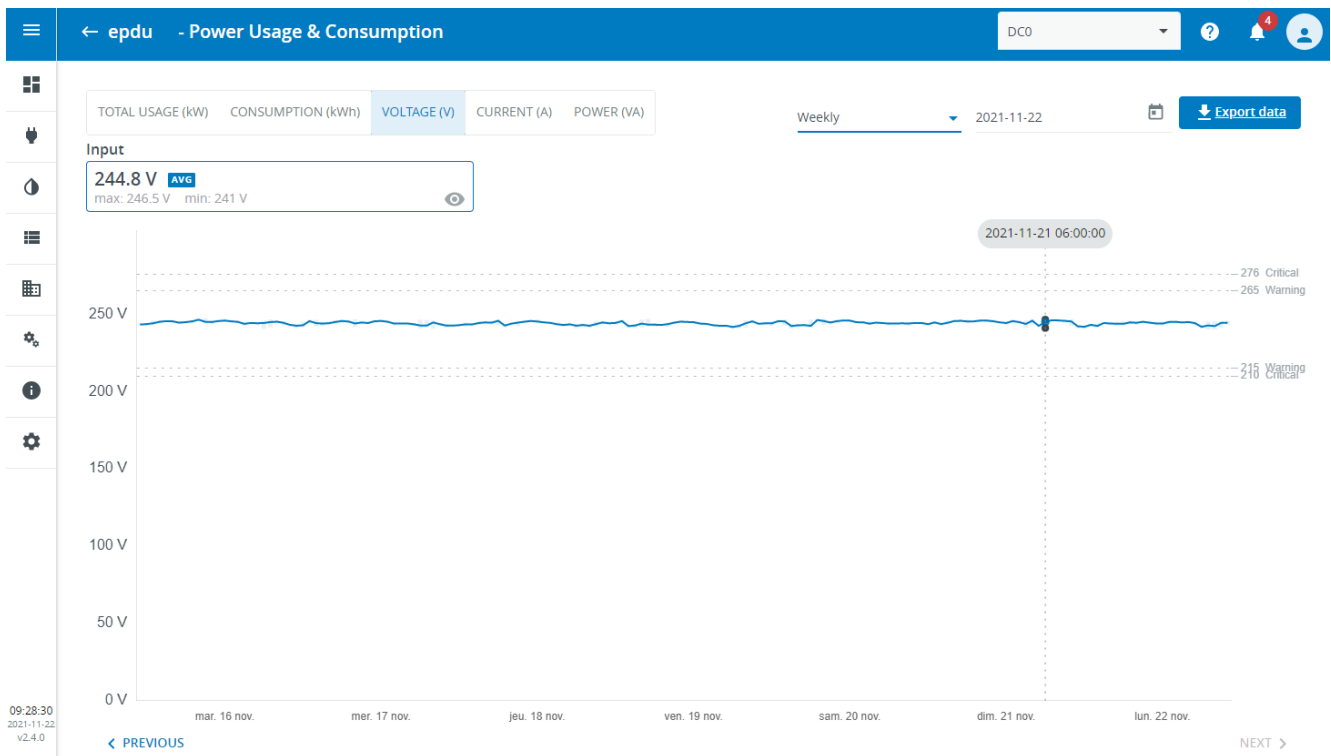 epdu - Power Usage & Consumption
DC0
4
TOTAL USAGE (kW) CONSUMPTION (kWh) VOLTAGE (V) CURRENT (A) POWER (VA)
Weekly
2021-11-22
Export data
Input
244.8 V AVG
max: 246.5 V min: 241 V
2021-11-21 06:00:00
276 Critical
265 Warning
250 V
215 Warning
210 Critical
200 V
150 V
100 V
50 V
0 V
mar. 16 nov. mer. 17 nov. jeu. 18 nov. ven. 19 nov. sam. 20 nov. dim. 21 nov. lun. 22 nov.
09:28:30
2021-11-22
v2.4.0
PREVIOUS
NEXT